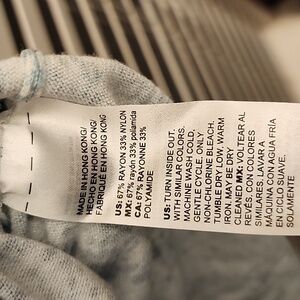 MADE IN HONG KONG/
HECHO EN HONG KONG/
FABRIQUÉ EN HONG KONG
US: 67% RAYON 33% NYLON
MX: 67% rayón 33% poliamida
CA: 67% RAYONNE 33%
POLYAMIDE
US: TURN INSIDE OUT.
WITH SIMILAR COLORS.
MACHINE WASH COLD,
GENTLE CYCLE. ONLY
NON-CHLORINE BLEACH.
TUMBLE DRY LOW. WARM
IRON. MAY BE DRY
CLEANED MX: VOLTEAR AL
REVÉS. CON COLORES
SIMILARES. LAVAR A
MÁQUINA CON AGUA FRÍA
EN CICLO SUAVE.
SOLAMENTE